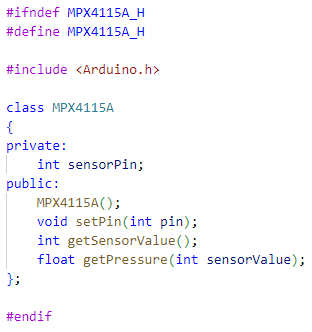 #ifndef MPX4115A_H
#define MPX4115A_H

#include <Arduino.h>

class MPX4115A
{
private:
    int sensorPin;
public:
    MPX4115A();
    void setPin(int pin);
    int getSensorValue();
    float getPressure(int sensorValue);
};

#endif